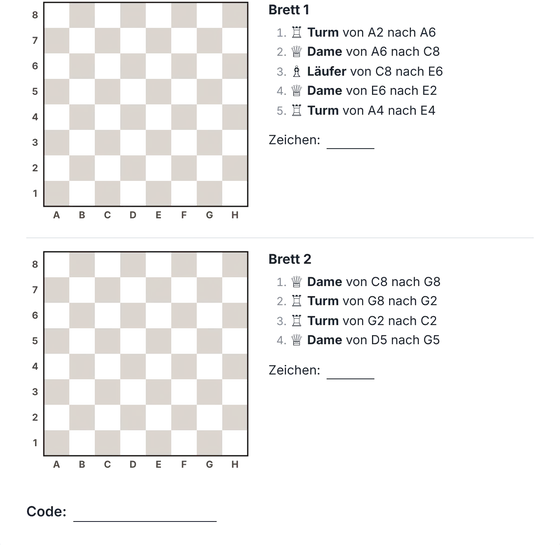 Brett 1
8
7
6
5
4
3
2
1
A B C D E F G H
1. ♖ Turm von A2 nach A6
2. ♕ Dame von A6 nach C8
3. ♗ Läufer von C8 nach E6
4. ♕ Dame von E6 nach E2
5. ♖ Turm von A4 nach E4
Zeichen: ________
Brett 2
8
7
6
5
4
3
2
1
A B C D E F G H
1. ♕ Dame von C8 nach G8
2. ♖ Turm von G8 nach G2
3. ♖ Turm von G2 nach C2
4. ♕ Dame von D5 nach G5
Zeichen: ________
Code: ________________________